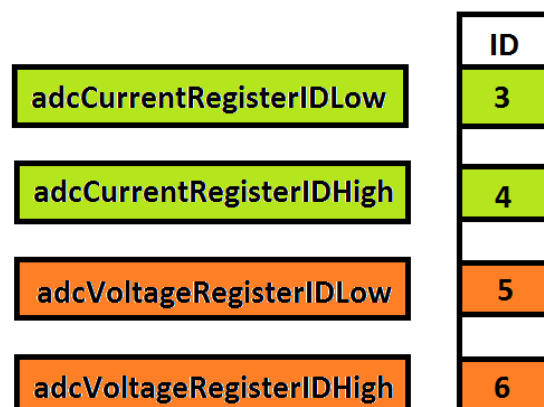 ID
adcCurrentRegisterIDLow 3
adcCurrentRegisterIDHigh 4
adcVoltageRegisterIDLow 5
adcVoltageRegisterIDHigh 6